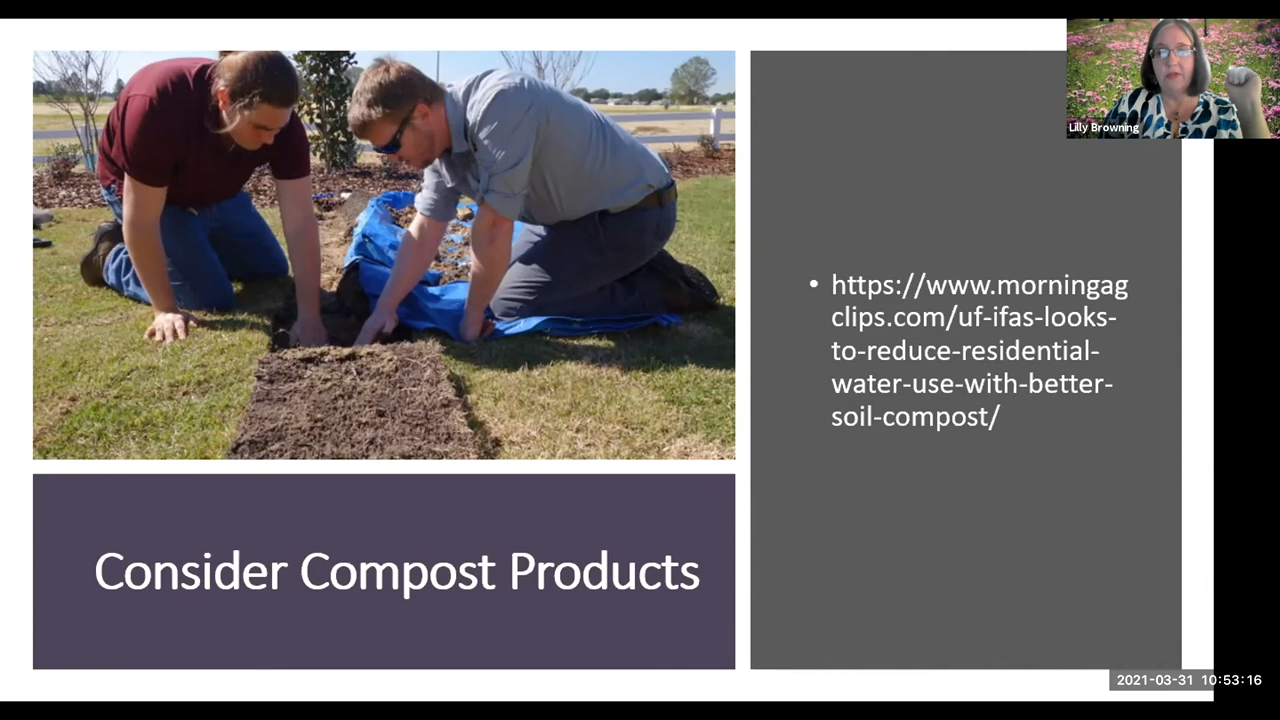 Lilly Browning
• https://www.morningag
clips.com/uf-ifas-looks-
to-reduce-residential-
water-use-with-better-
soil-compost/
Consider Compost Products
2021-03-31 10:53:16